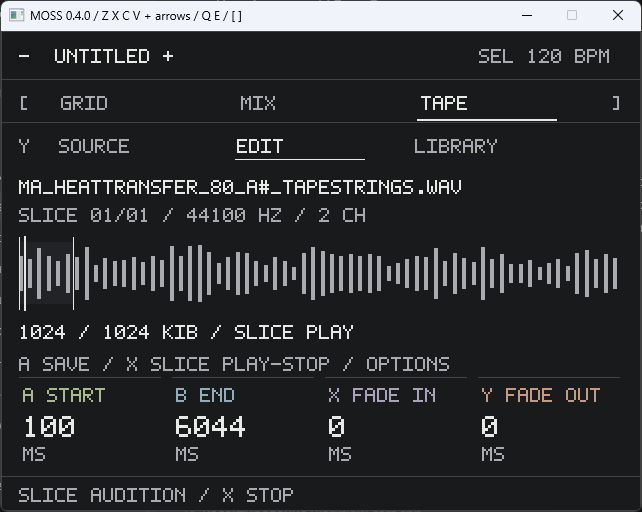 MOSS 0.4.0 / Z X C V + arrows / Q E / [ ]
- UNTITLED + SEL 120 BPM
[ GRID MIX TAPE ]
Y SOURCE EDIT LIBRARY
MA_HEATTRANSFER_80_A#_TAPESTRINGS.WAV
SLICE 01/01 / 44100 HZ / 2 CH
1024 / 1024 KIB / SLICE PLAY
A SAVE / X SLICE PLAY-STOP / OPTIONS
A START B END X FADE IN Y FADE OUT
100 6044 0 0
MS MS MS MS
SLICE AUDITION / X STOP